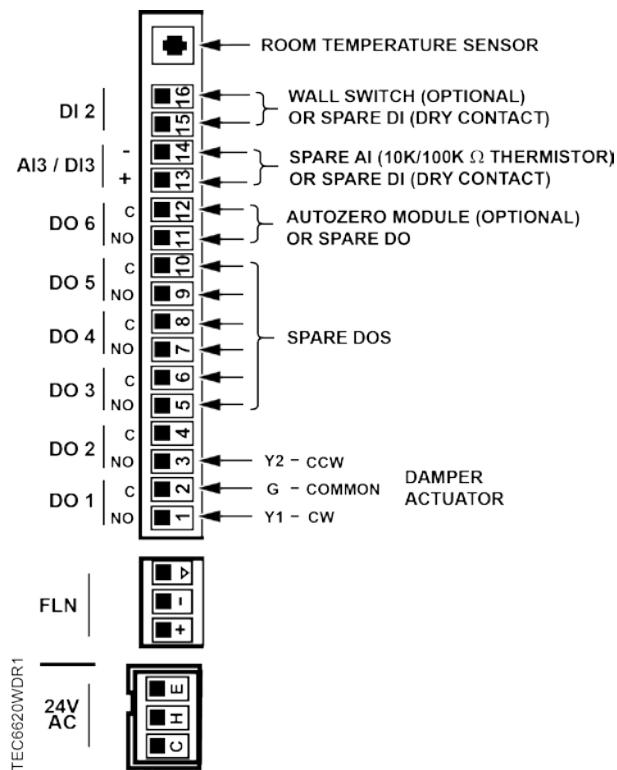 ROOM TEMPERATURE SENSOR
DI 2
16
15
WALL SWITCH (OPTIONAL)
OR SPARE DI (DRY CONTACT)
AI3 / DI3
-
+
14
13
SPARE AI (10K/100K Ω THERMISTOR)
OR SPARE DI (DRY CONTACT)
DO 6
C
NO
12
11
AUTOZERO MODULE (OPTIONAL)
OR SPARE DO
DO 5
C
NO
10
9
DO 4
C
NO
8
7
SPARE DOS
DO 3
C
NO
6
5
DO 2
C
NO
4
3
Y2 - CCW
DO 1
C
NO
2
1
G - COMMON
Y1 - CW
DAMPER
ACTUATOR
FLN
-
+
24V
AC
E
H
C
TEC6620WDR1